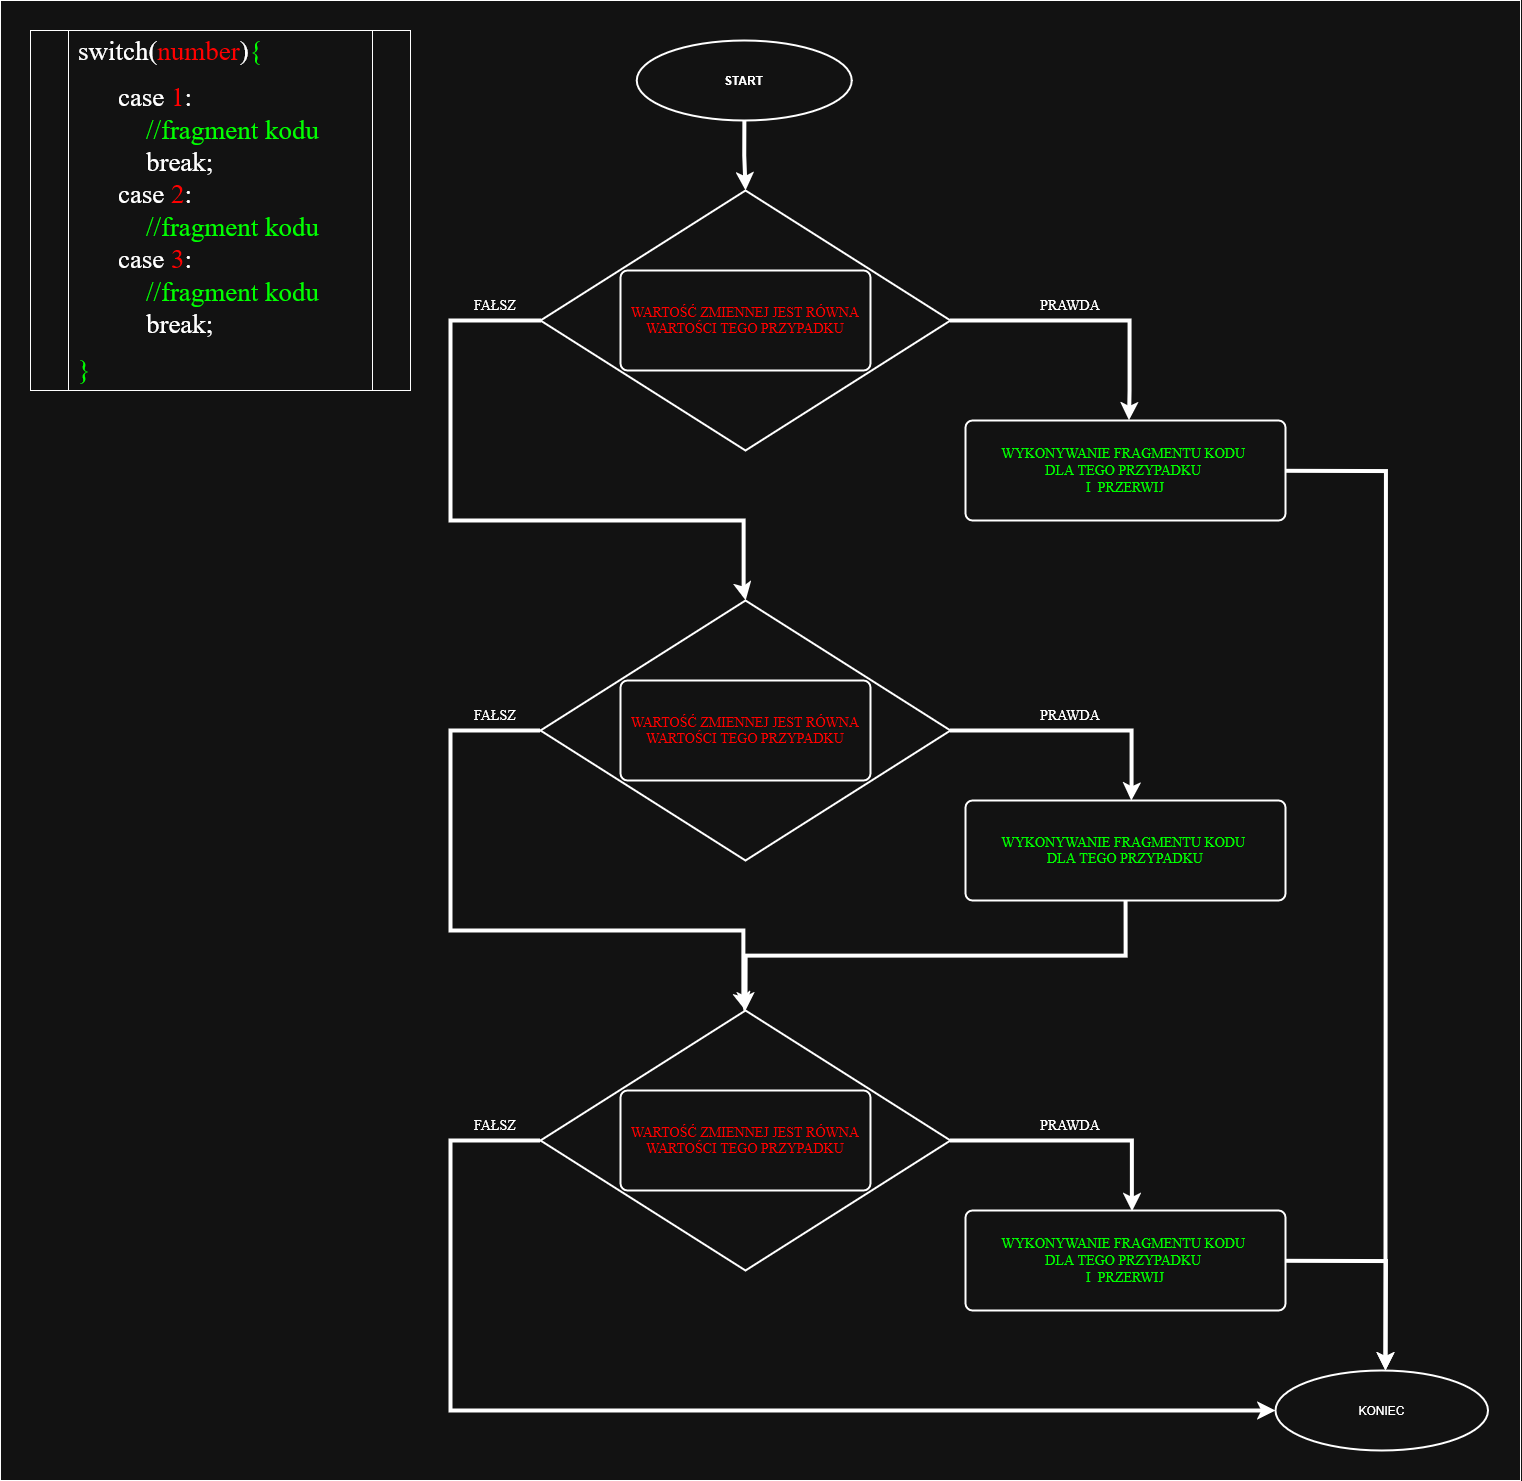 switch(number){
case 1:
//fragment kodu
break;
case 2:
//fragment kodu
case 3:
//fragment kodu
break;
}
START
WARTOŚĆ ZMIENNEJ JEST RÓWNA
WARTOŚCI TEGO PRZYPADKU
FAŁSZ
PRAWDA
WYKONYWANIE FRAGMENTU KODU
DLA TEGO PRZYPADKU
I PRZERWIJ
WARTOŚĆ ZMIENNEJ JEST RÓWNA
WARTOŚCI TEGO PRZYPADKU
FAŁSZ
PRAWDA
WYKONYWANIE FRAGMENTU KODU
DLA TEGO PRZYPADKU
WARTOŚĆ ZMIENNEJ JEST RÓWNA
WARTOŚCI TEGO PRZYPADKU
FAŁSZ
PRAWDA
WYKONYWANIE FRAGMENTU KODU
DLA TEGO PRZYPADKU
I PRZERWIJ
KONIEC